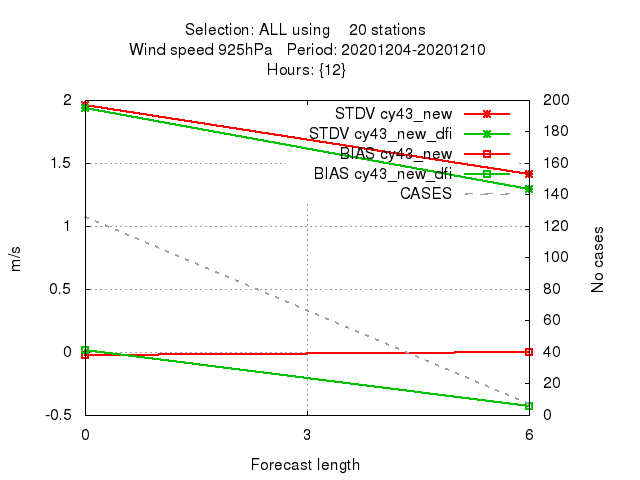 Selection: ALL using 20 stations
Wind speed 925hPa Period: 20201204-20201210
Hours: {12}
2
1.5
1
0.5
0
-0.5
200
180
160
140
120
100
80
60
40
20
0
STDV cy43_new
STDV cy43_new_dfi
BIAS cy43_new
BIAS cy43_new_dfi
CASES
m/s
No cases
0 3 6
Forecast length